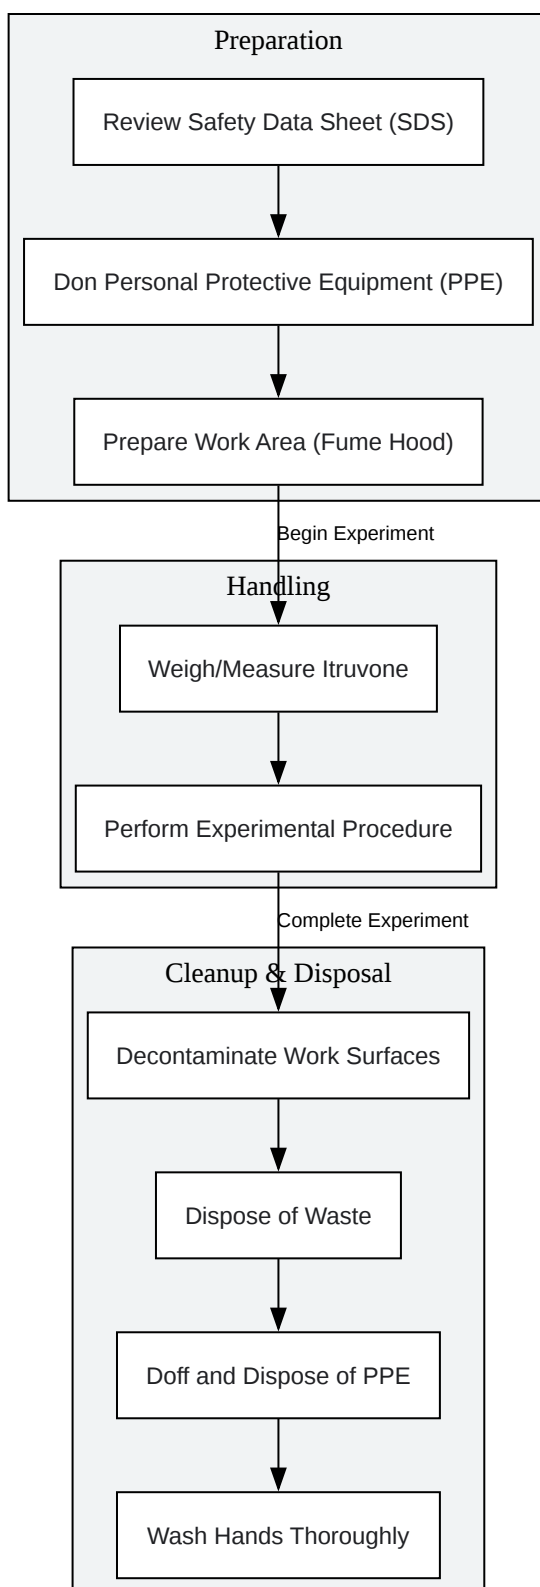 Preparation
Review Safety Data Sheet (SDS)
Don Personal Protective Equipment (PPE)
Prepare Work Area (Fume Hood)
Begin Experiment
Handling
Weigh/Measure Itruvone
Perform Experimental Procedure
Complete Experiment
Cleanup & Disposal
Decontaminate Work Surfaces
Dispose of Waste
Doff and Dispose of PPE
Wash Hands Thoroughly